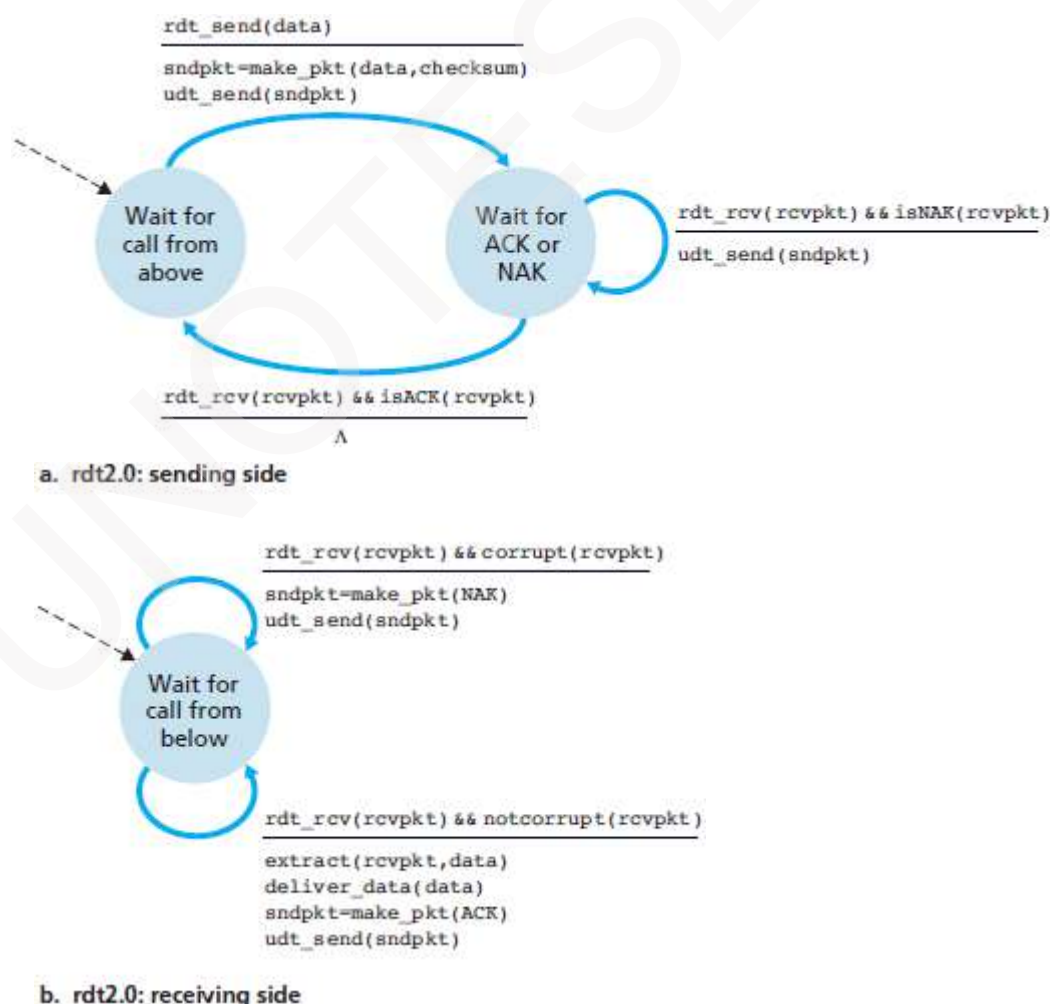 rdt_send(data)
sndpkt=make_pkt(data,checksum)
udt_send(sndpkt)
Wait for
call from
above
Wait for
ACK or
NAK
rdt_rcv(rcvpkt) && isNAK(rcvpkt)
udt_send(sndpkt)
rdt_rcv(rcvpkt) && isACK(rcvpkt)
Λ
a. rdt2.0: sending side
rdt_rcv(rcvpkt) && corrupt(rcvpkt)
sndpkt=make_pkt(NAK)
udt_send(sndpkt)
Wait for
call from
below
rdt_rcv(rcvpkt) && notcorrupt(rcvpkt)
extract(rcvpkt,data)
deliver_data(data)
sndpkt=make_pkt(ACK)
udt_send(sndpkt)
b. rdt2.0: receiving side